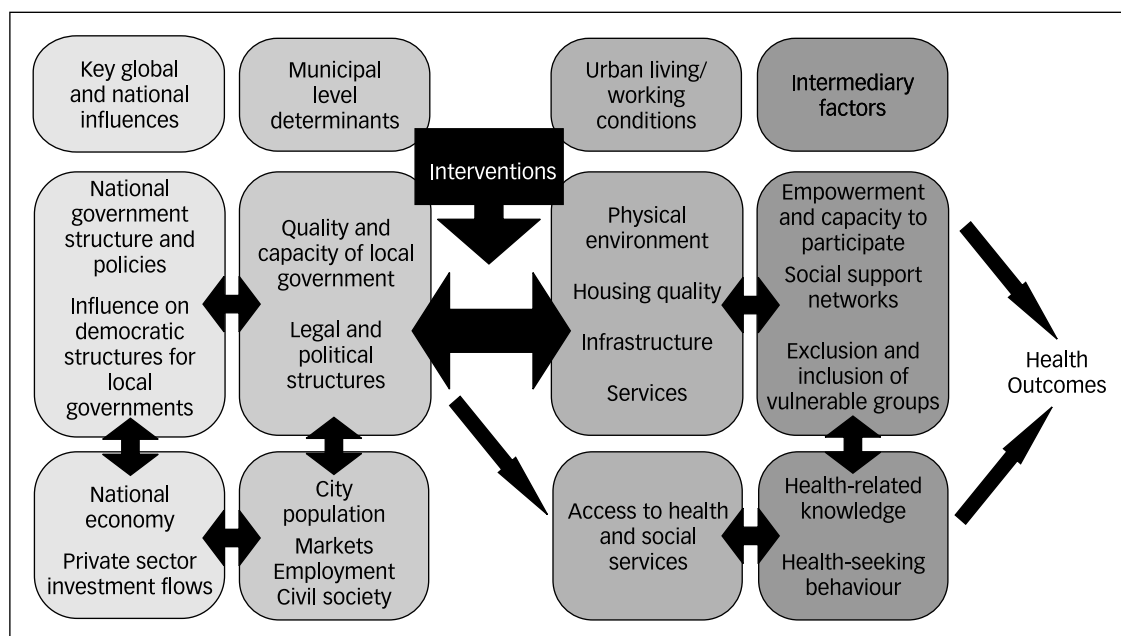 Key global
and national
influences
Municipal
level
determinants
Urban living/
working
conditions
Intermediary
factors
Interventions
National
government
structure and
policies
Influence on
democratic
structures for
local
governments
Quality and
capacity of local
government
Legal and
political
structures
Physical
environment
Housing quality
Infrastructure
Services
Empowerment
and capacity to
participate
Social support
networks
Exclusion and
inclusion of
vulnerable groups
Health
Outcomes
National
economy
Private sector
investment flows
City
population
Markets
Employment
Civil society
Access to health
and social
services
Health-related
knowledge
Health-seeking
behaviour